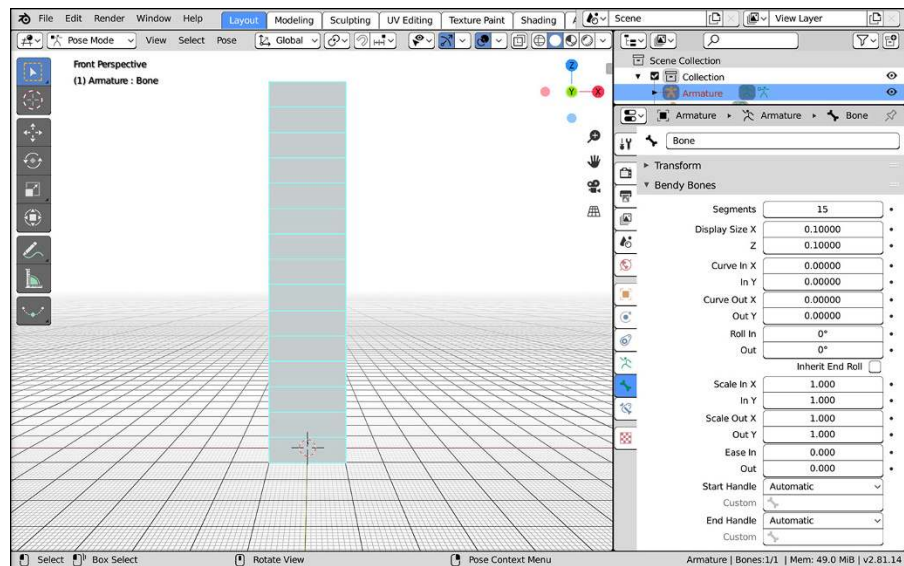 File Edit Render Window Help Layout Modeling Sculpting UV Editing Texture Paint Shading Scene View Layer
Pose Mode View Select Pose Global
Front Perspective
(1) Armature : Bone
Z
Y
X
Scene Collection
Collection
Armature
Armature Armature Bone
Bone
Transform
Bendy Bones
Segments 15
Display Size X 0.10000
Z 0.10000
Curve In X 0.00000
In Y 0.00000
Curve Out X 0.00000
Out Y 0.00000
Roll In 0°
Out 0°
Inherit End Roll
Scale In X 1.000
In Y 1.000
Scale Out X 1.000
Out Y 1.000
Ease In 0.000
Out 0.000
Start Handle Automatic
Custom
End Handle Automatic
Custom
Select Box Select Rotate View Pose Context Menu Armature | Bones:1/1 | Mem: 49.0 MiB | v2.81.14